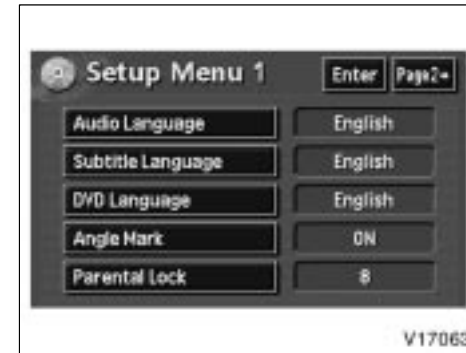 Setup Menu 1 Enter Page2→
Audio Language English
Subtitle Language English
DVD Language English
Angle Mark ON
Parental Lock 8
V17063